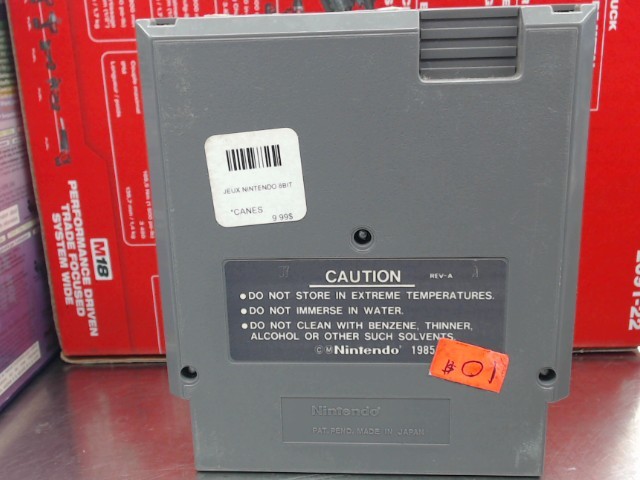 JEUX NINTENDO 8BIT
*CANES
9.99$
CAUTION
REV-A
• DO NOT STORE IN EXTREME TEMPERATURES.
• DO NOT IMMERSE IN WATER.
• DO NOT CLEAN WITH BENZENE, THINNER,
ALCOHOL OR OTHER SUCH SOLVENTS
© M Nintendo 1985
$01
Nintendo
PAT. PEND. MADE IN JAPAN
M18
PERFORMANCE DRIVEN
TRADE FOCUSED
SYSTEM WIDE
2691-22